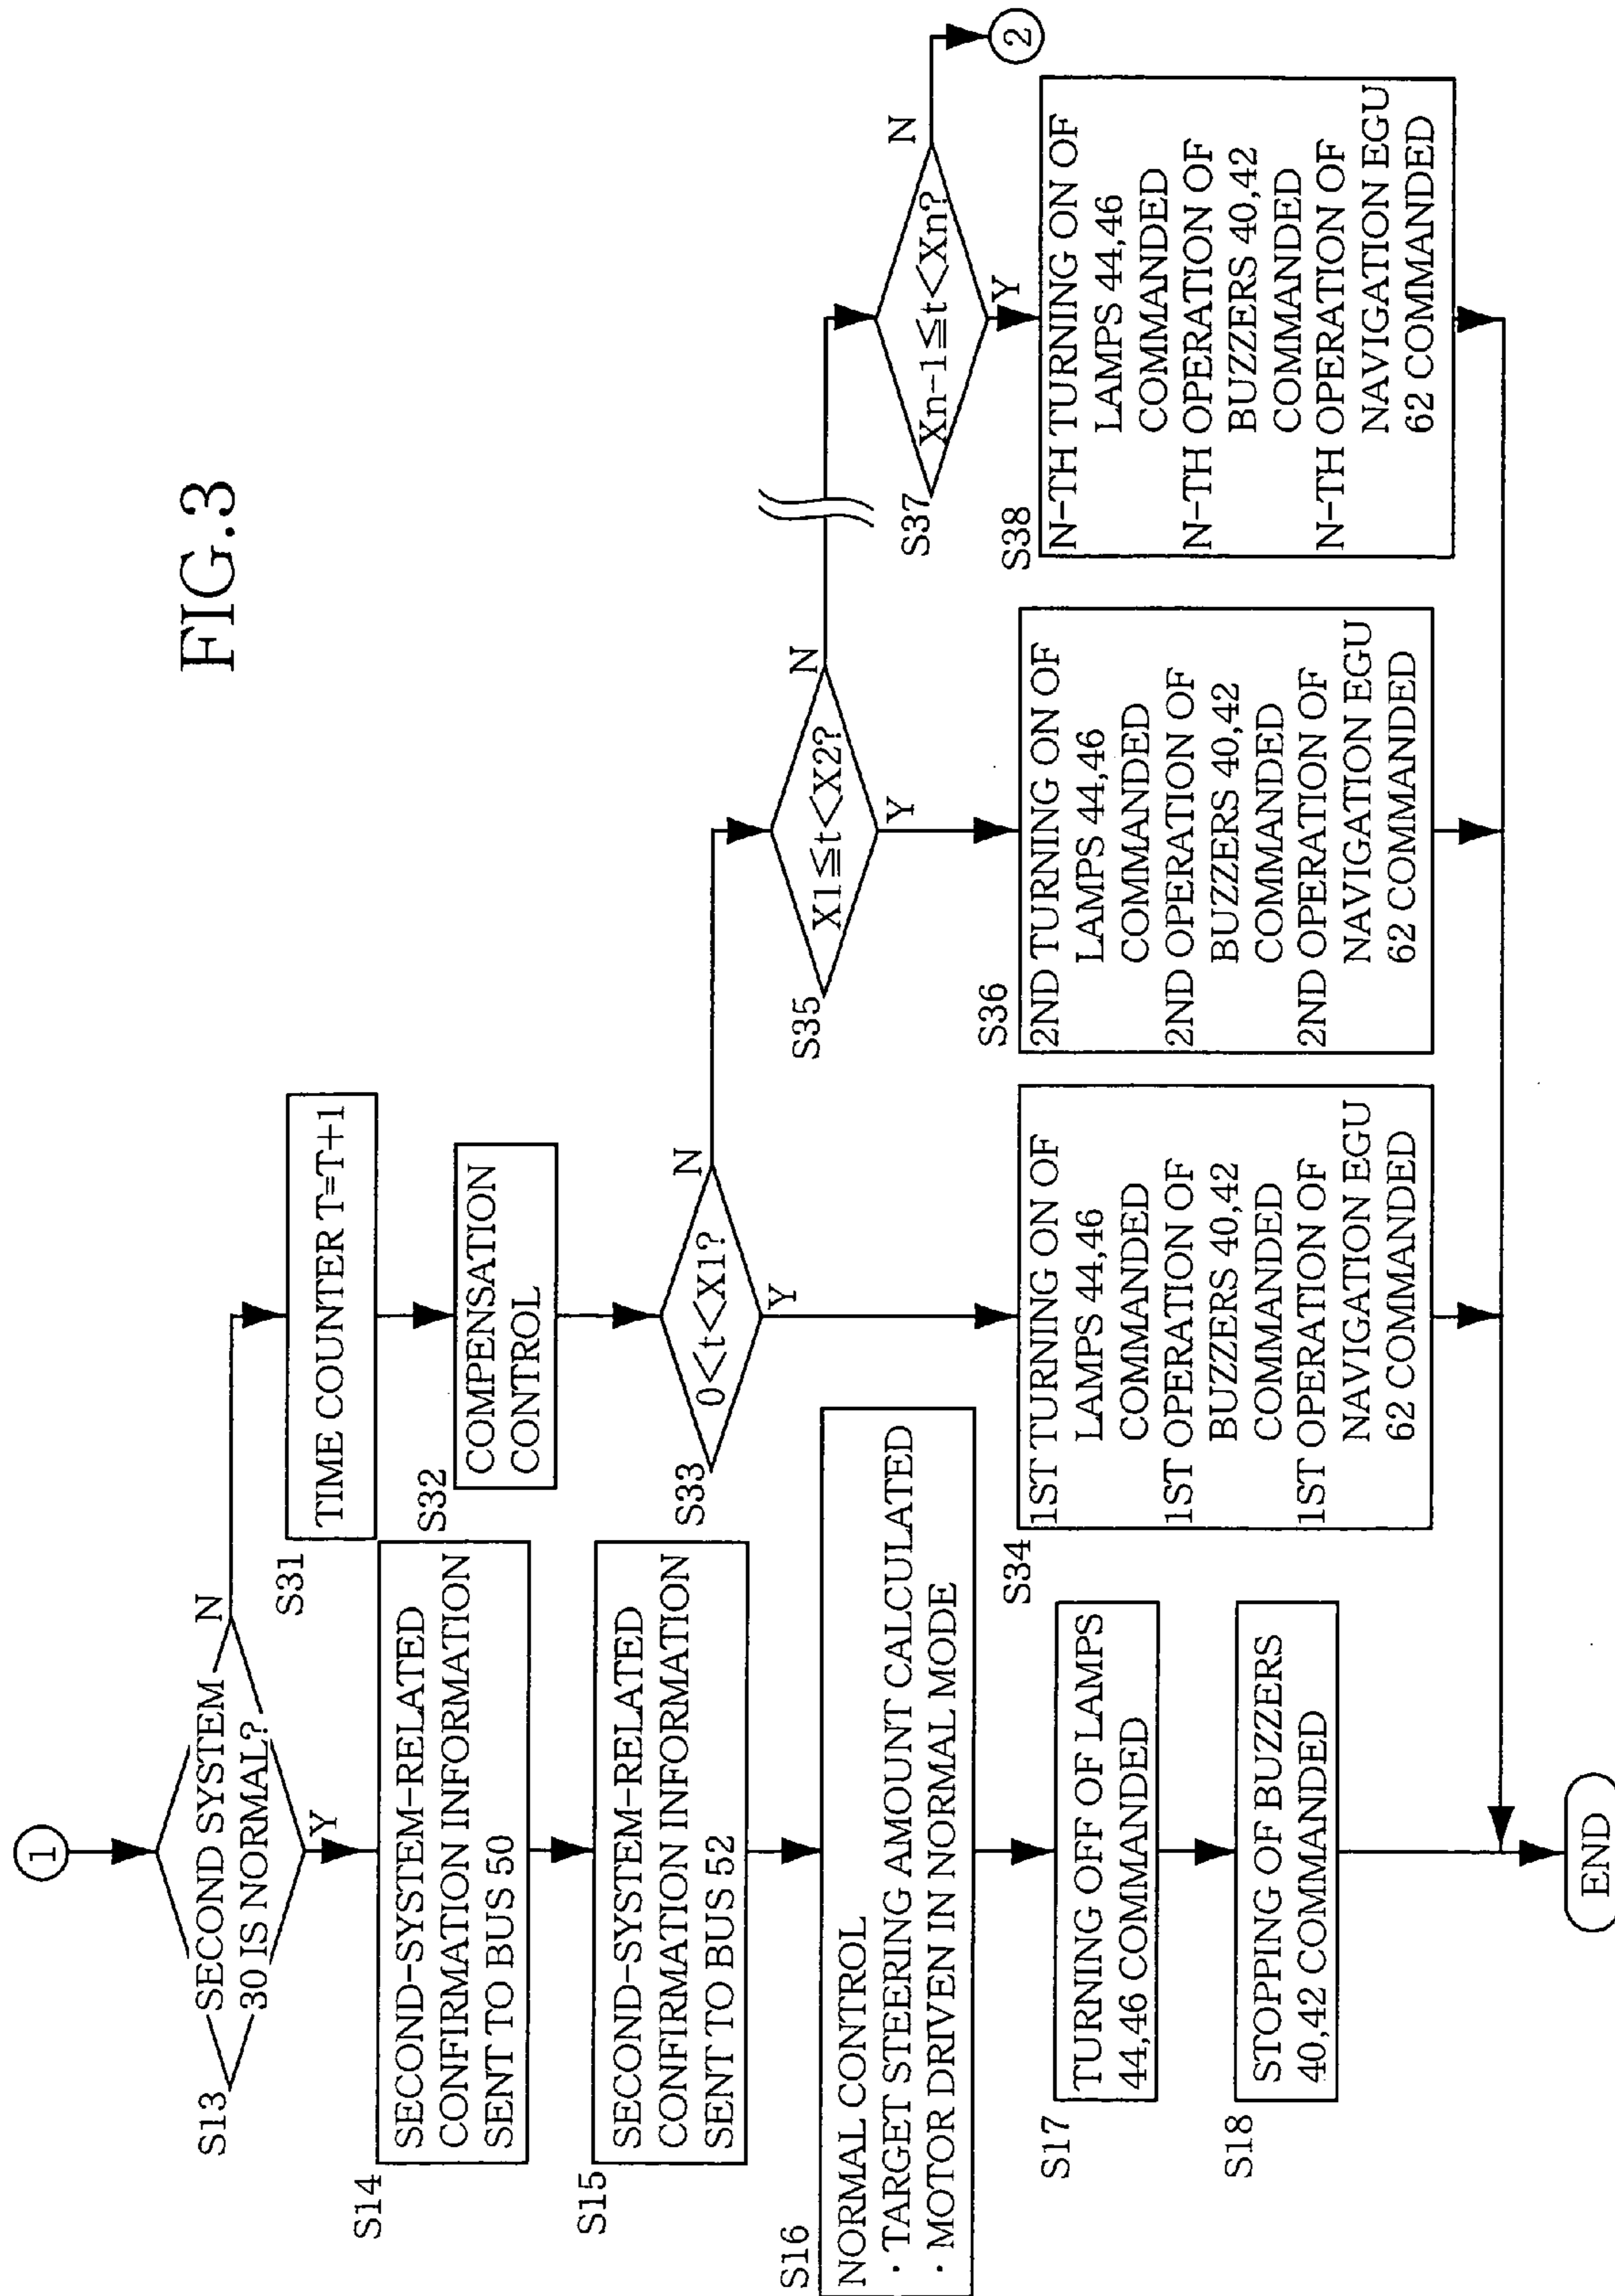 FIG.3
1
S13
SECOND SYSTEM
30 IS NORMAL?
N
Y
S14
SECOND-SYSTEM-RELATED
CONFIRMATION INFORMATION
SENT TO BUS 50
S15
SECOND-SYSTEM-RELATED
CONFIRMATION INFORMATION
SENT TO BUS 52
S16
NORMAL CONTROL
· TARGET STEERING AMOUNT CALCULATED
· MOTOR DRIVEN IN NORMAL MODE
S17
TURNING OFF OF LAMPS
44,46 COMMANDED
S18
STOPPING OF BUZZERS
40,42 COMMANDED
END
S31
TIME COUNTER T=T+1
S32
COMPENSATION
CONTROL
S33
0<t<X1?
N
Y
S34
1ST TURNING ON OF
LAMPS 44,46
COMMANDED
1ST OPERATION OF
BUZZERS 40,42
COMMANDED
1ST OPERATION OF
NAVIGATION EGU
62 COMMANDED
S35
X1≦t<X2?
N
Y
S36
2ND TURNING ON OF
LAMPS 44,46
COMMANDED
2ND OPERATION OF
BUZZERS 40,42
COMMANDED
2ND OPERATION OF
NAVIGATION EGU
62 COMMANDED
S37
Xn-1≦t<Xn?
N
Y
S38
N-TH TURNING ON OF
LAMPS 44,46
COMMANDED
N-TH OPERATION OF
BUZZERS 40,42
COMMANDED
N-TH OPERATION OF
NAVIGATION EGU
62 COMMANDED
2